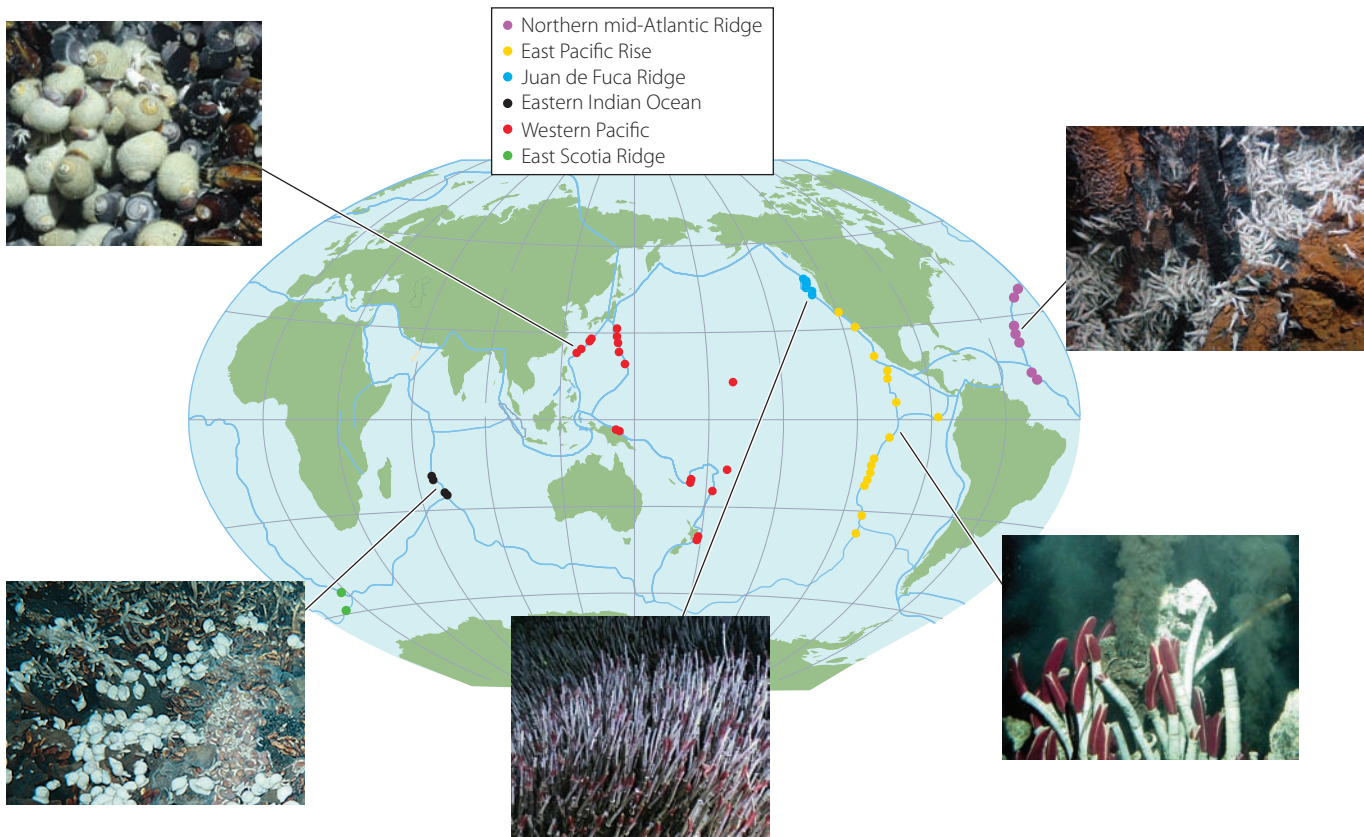 Northern mid-Atlantic Ridge
East Pacific Rise
Juan de Fuca Ridge
Eastern Indian Ocean
Western Pacific
East Scotia Ridge